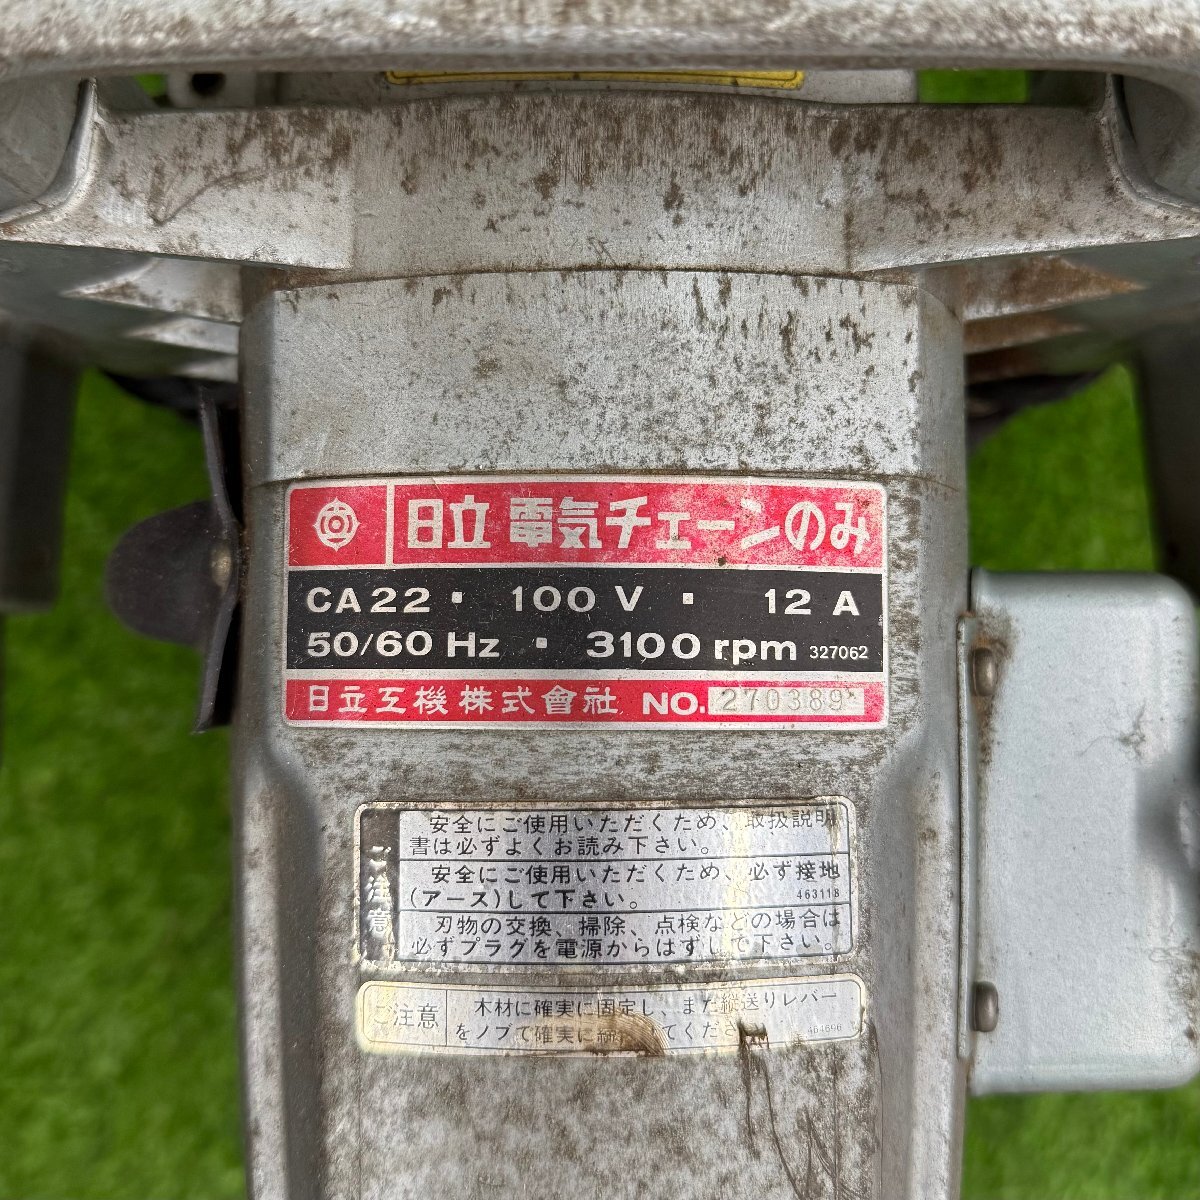 日立 電気チェーンのみ
CA22・100V・12A
50/60Hz・3100rpm 327062
日立工機株式會社 NO. 270389
ご注意
安全にご使用いただくため、取扱説明
書は必ずよくお読み下さい。
安全にご使用いただくため、必ず接地
(アース)して下さい。 463118
刃物の交換、掃除、点検などの場合は
必ずプラグを電源からはずして下さい。
ご注意
木材に確実に固定し、また縦送りレバー
をノブで確実に締 てくださ 464696